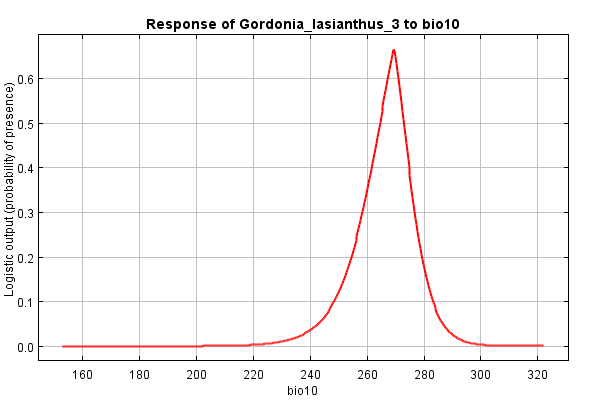 Response of Gordonia_lasianthus_3 to bio10
Logistic output (probability of presence)
0.6
0.5
0.4
0.3
0.2
0.1
0.0
160 180 200 220 240 260 280 300 320
bio10